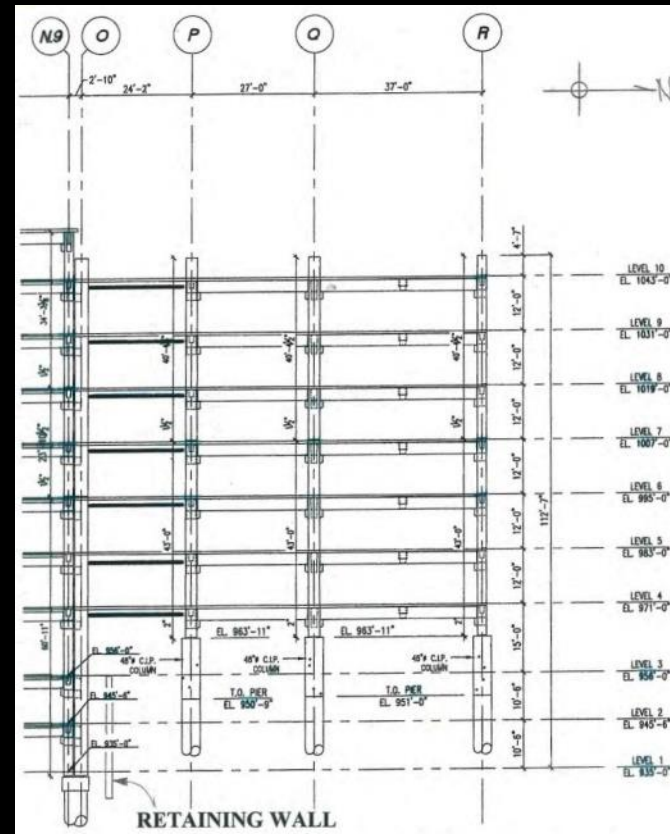 N.9 O P Q R
2'-10"
24'-2" 27'-0" 37'-0"
N
4'-7"
LEVEL 10
EL. 1043'-0"
12'-0"
LEVEL 9
EL. 1031'-0"
12'-0"
LEVEL 8
EL. 1019'-0"
12'-0"
LEVEL 7
EL. 1007'-0"
12'-0"
LEVEL 6
EL. 995'-0"
12'-0"
LEVEL 5
EL. 983'-0"
12'-0"
LEVEL 4
EL. 971'-0"
15'-0"
LEVEL 3
EL. 956'-0"
10'-6"
LEVEL 2
EL. 945'-6"
10'-6"
LEVEL 1
EL. 935'-0"
112'-7"
43'-0" 43'-0" 43'-0"
2" 2" 2"
EL. 963'-11" EL. 963'-11"
48"ø C.I.P. 48"ø C.I.P. 48"ø C.I.P.
COLUMN COLUMN COLUMN
EL. 956'-0"
T.O. PIER T.O. PIER
EL. 950'-9" EL. 951'-0"
EL. 945'-6"
EL. 935'-0"
RETAINING WALL